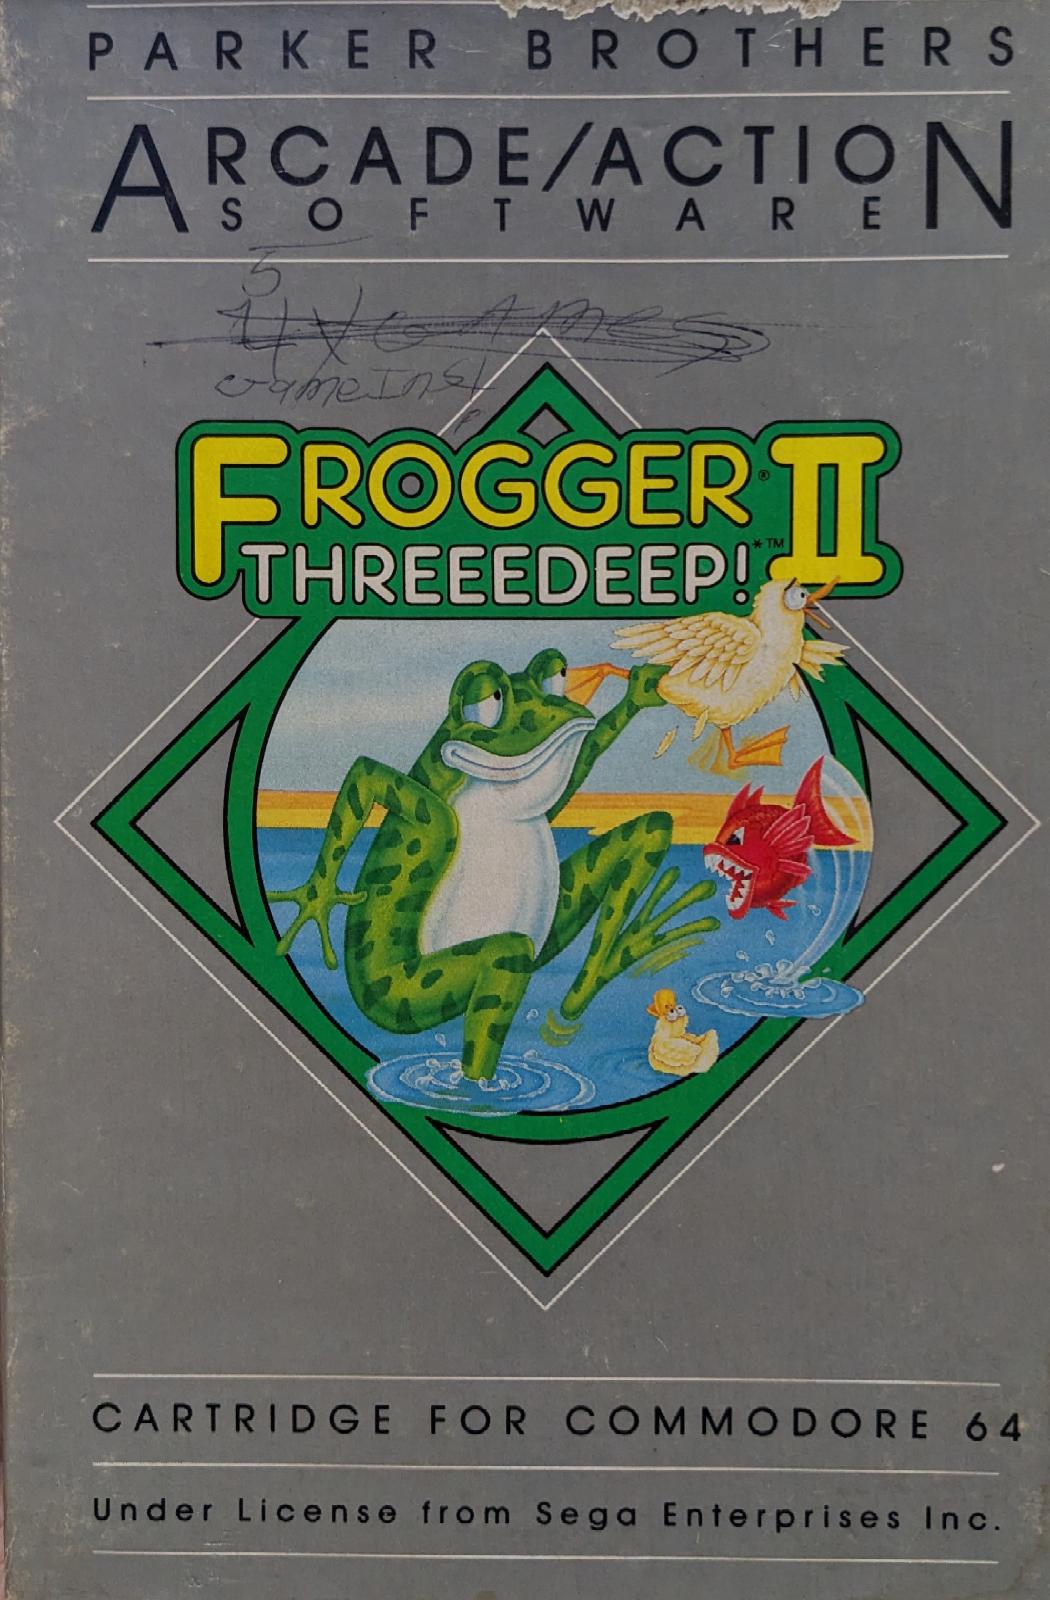 PARKER BROTHERS
ARCADE/ACTION
SOFTWARE
5
FROGGER® II
THREEEDEEP!*™
CARTRIDGE FOR COMMODORE 64
Under License from Sega Enterprises Inc.